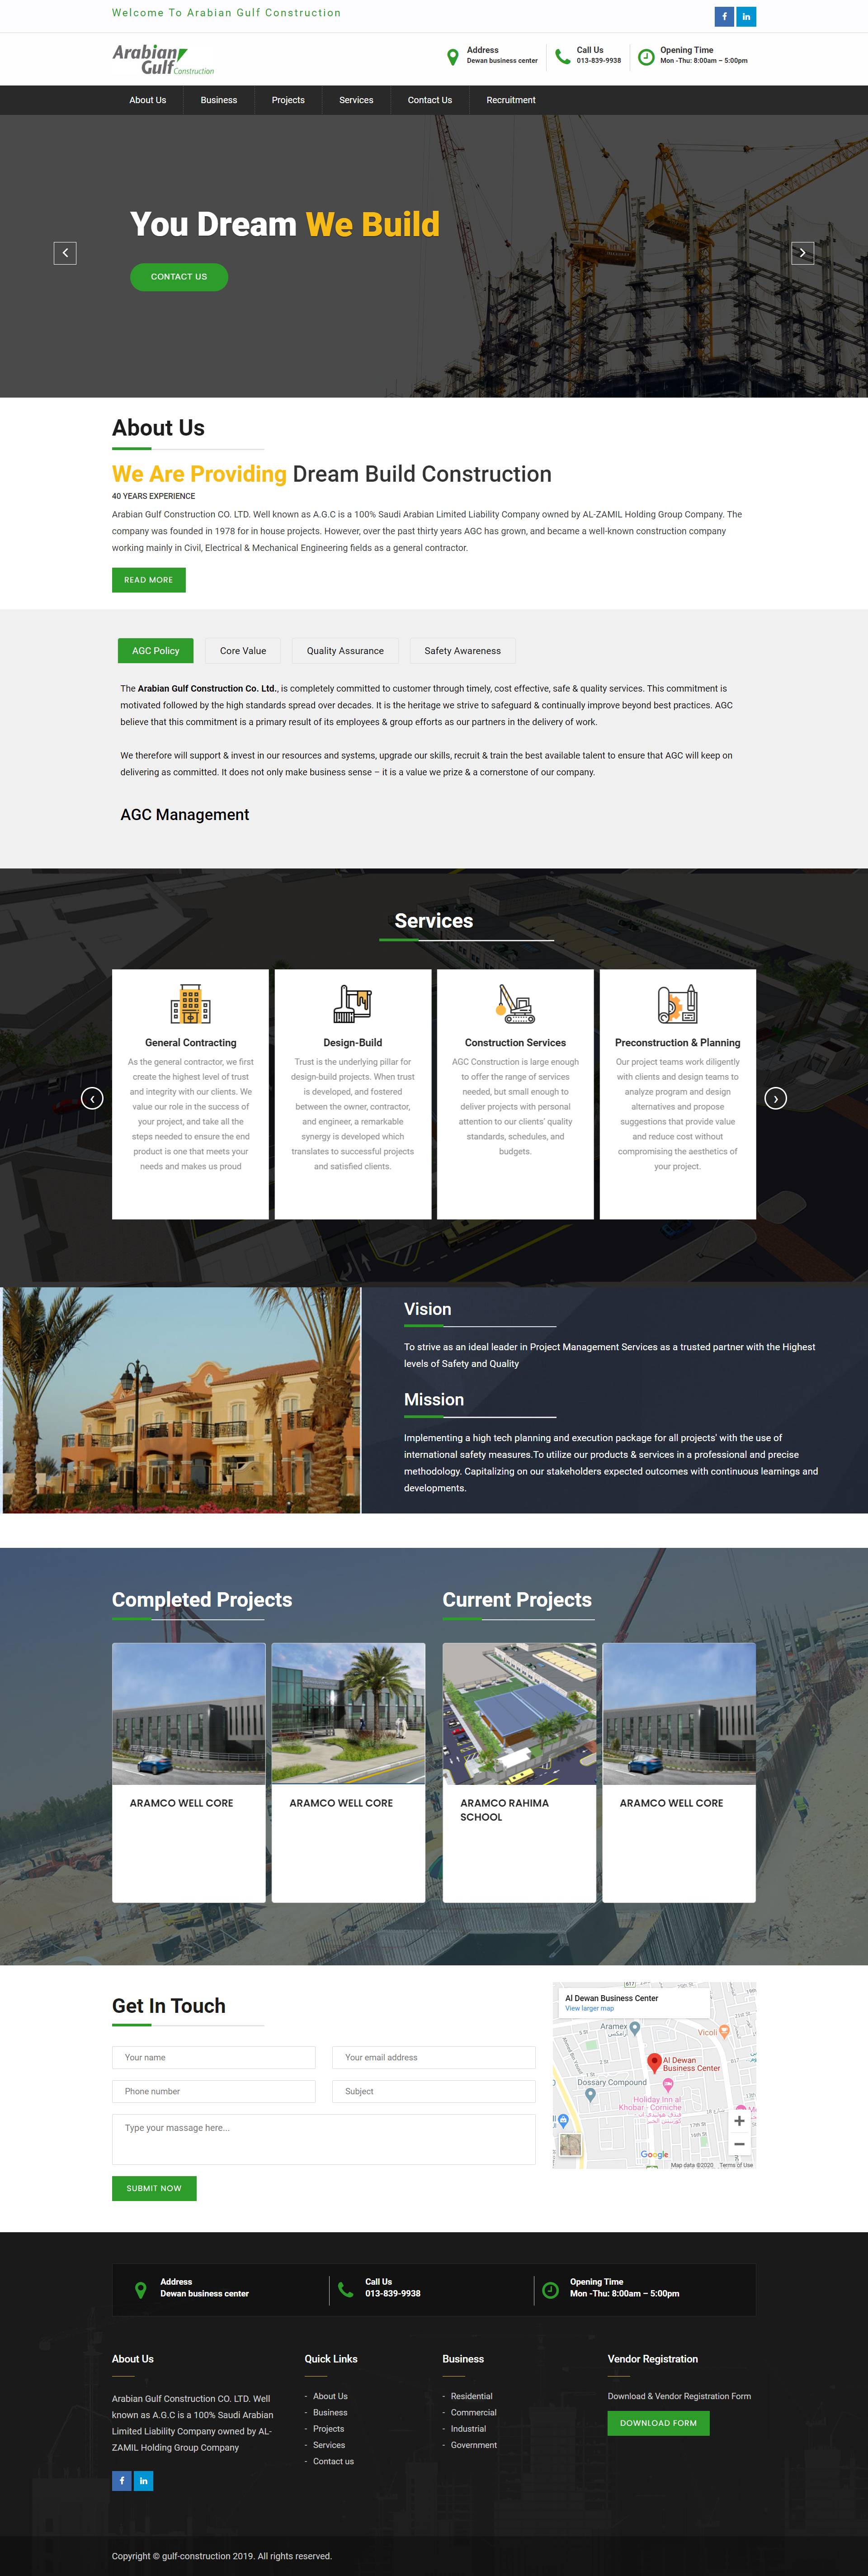 Welcome To Arabian Gulf Construction
Arabian
Gulf Construction
Address
Dewan business center
Call Us
013-839-9938
Opening Time
Mon -Thu: 8:00am – 5:00pm
About Us
Business
Projects
Services
Contact Us
Recruitment
You Dream We Build
CONTACT US
About Us
We Are Providing Dream Build Construction
40 YEARS EXPERIENCE
Arabian Gulf Construction CO. LTD. Well known as A.G.C is a 100% Saudi Arabian Limited Liability Company owned by AL-ZAMIL Holding Group Company. The
company was founded in 1978 for in house projects. However, over the past thirty years AGC has grown, and became a well-known construction company
working mainly in Civil, Electrical & Mechanical Engineering fields as a general contractor.
READ MORE
AGC Policy
Core Value
Quality Assurance
Safety Awareness
The Arabian Gulf Construction Co. Ltd., is completely committed to customer through timely, cost effective, safe & quality services. This commitment is
motivated followed by the high standards spread over decades. It is the heritage we strive to safeguard & continually improve beyond best practices. AGC
believe that this commitment is a primary result of its employees & group efforts as our partners in the delivery of work.
We therefore will support & invest in our resources and systems, upgrade our skills, recruit & train the best available talent to ensure that AGC will keep on
delivering as committed. It does not only make business sense – it is a value we prize & a cornerstone of our company.
AGC Management
Services
General Contracting
As the general contractor, we first
create the highest level of trust
and integrity with our clients. We
value our role in the success of
your project, and take all the
steps needed to ensure the end
product is one that meets your
needs and makes us proud
Design-Build
Trust is the underlying pillar for
design-build projects. When trust
is developed, and fostered
between the owner, contractor,
and engineer, a remarkable
synergy is developed which
translates to successful projects
and satisfied clients.
Construction Services
AGC Construction is large enough
to offer the range of services
needed, but small enough to
deliver projects with personal
attention to our clients' quality
standards, schedules, and
budgets.
Preconstruction & Planning
Our project teams work diligently
with clients and design teams to
analyze program and design
alternatives and propose
suggestions that provide value
and reduce cost without
compromising the aesthetics of
your project.
Vision
To strive as an ideal leader in Project Management Services as a trusted partner with the Highest
levels of Safety and Quality
Mission
Implementing a high tech planning and execution package for all projects' with the use of
international safety measures.To utilize our products & services in a professional and precise
methodology. Capitalizing on our stakeholders expected outcomes with continuous learnings and
developments.
Completed Projects
Current Projects
ARAMCO WELL CORE
ARAMCO WELL CORE
ARAMCO RAHIMA
SCHOOL
ARAMCO WELL CORE
Get In Touch
Your name
Your email address
Phone number
Subject
Type your massage here...
SUBMIT NOW
Al Dewan Business Center
View larger map
Aramex
أرامكس
Vicoli
Al Dewan
Business Center
Dossary Compound
Holiday Inn al
Khobar - Corniche
Google
Map data ©2020
Terms of Use
Address
Dewan business center
Call Us
013-839-9938
Opening Time
Mon -Thu: 8:00am – 5:00pm
About Us
Arabian Gulf Construction CO. LTD. Well
known as A.G.C is a 100% Saudi Arabian
Limited Liability Company owned by AL-
ZAMIL Holding Group Company
Quick Links
- About Us
- Business
- Projects
- Services
- Contact us
Business
- Residential
- Commercial
- Industrial
- Government
Vendor Registration
Download & Vendor Registration Form
DOWNLOAD FORM
Copyright © gulf-construction 2019. All rights reserved.